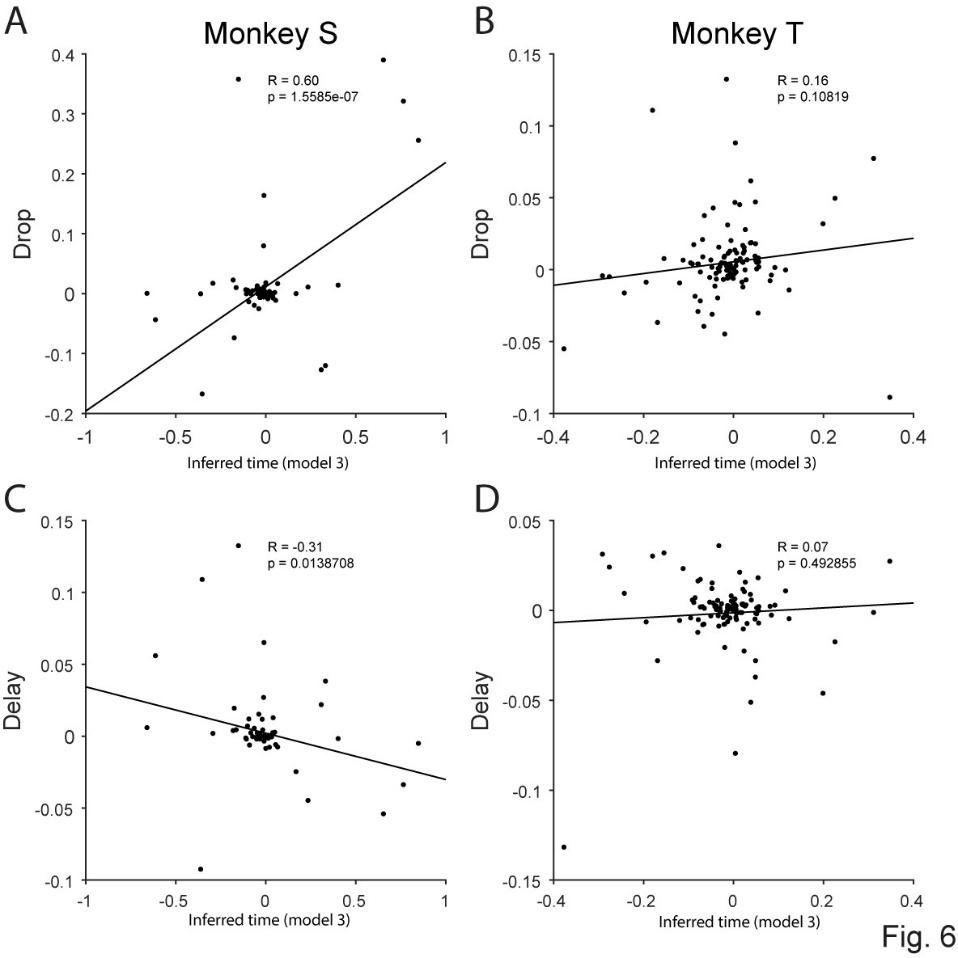 A
Monkey S
R = 0.60
p = 1.5585e-07
0.4
0.3
0.2
0.1
0
-0.1
-0.2
Drop
-1
-0.5
0
0.5
1
Inferred time (model 3)
B
Monkey T
R = 0.16
p = 0.10819
0.15
0.1
0.05
0
-0.05
-0.1
Drop
-0.4
-0.2
0
0.2
0.4
Inferred time (model 3)
C
R = -0.31
p = 0.0138708
0.15
0.1
0.05
0
-0.05
-0.1
Delay
-1
-0.5
0
0.5
1
Inferred time (model 3)
D
R = 0.07
p = 0.492855
0.05
0
-0.05
-0.1
-0.15
Delay
-0.4
-0.2
0
0.2
0.4
Inferred time (model 3)
Fig. 6